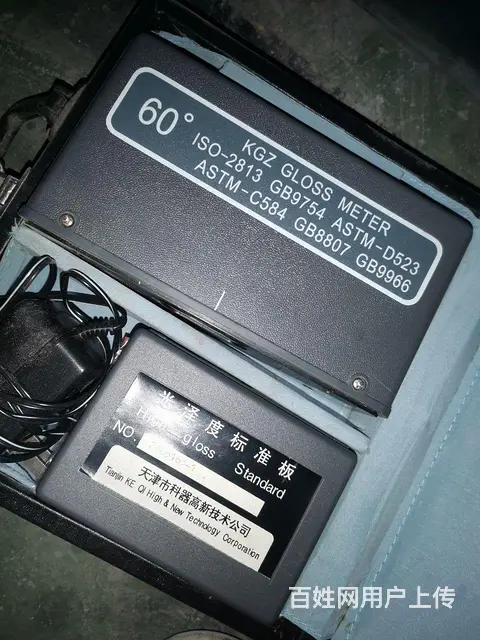 60°
KGZ GLOSS METER
ISO-2813 GB9754 ASTM-D523
ASTM-C584 GB8807 GB9966
光泽度标准板
High gloss Standard
NO.
天津市科器高新技术公司
Tianjin KE QI High & New Technology Corporation
百姓网用户上传